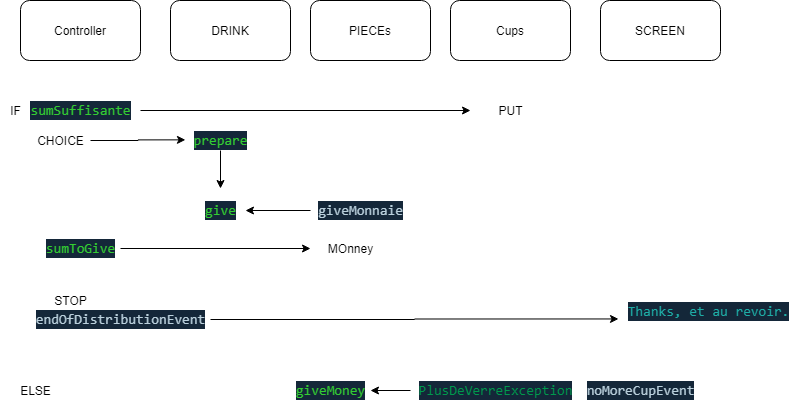 Controller
DRINK
PIECEs
Cups
SCREEN
IF sumSuffisante PUT
CHOICE prepare
give giveMonnaie
sumToGive MOnney
STOP
endOfDistributionEvent Thanks, et au revoir.
ELSE giveMoney PlusDeVerreException noMoreCupEvent